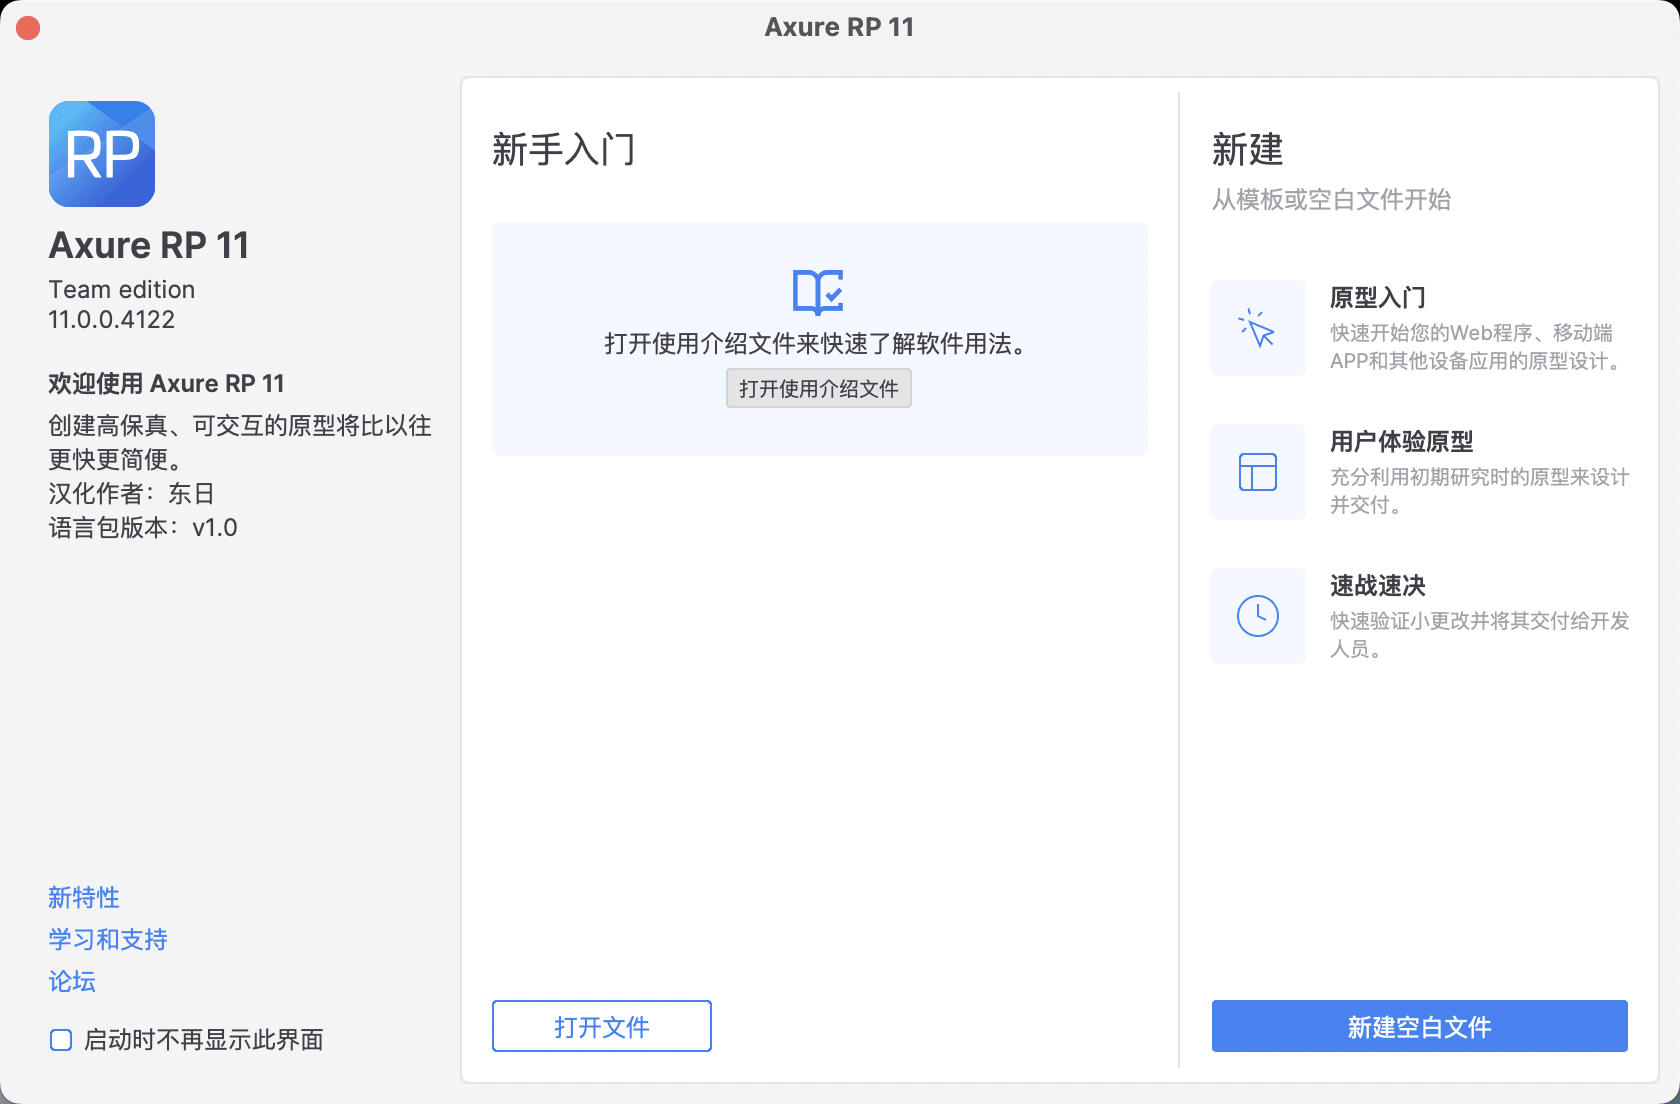 Axure RP 11
RP
Axure RP 11
Team edition
11.0.0.4122
欢迎使用 Axure RP 11
创建高保真、可交互的原型将比以往
更快更简便。
汉化作者：东日
语言包版本：v1.0
新特性
学习和支持
论坛
启动时不再显示此界面
新手入门
打开使用介绍文件来快速了解软件用法。
打开使用介绍文件
打开文件
新建
从模板或空白文件开始
原型入门
快速开始您的Web程序、移动端
APP和其他设备应用的原型设计。
用户体验原型
充分利用初期研究时的原型来设计
并交付。
速战速决
快速验证小更改并将其交付给开发
人员。
新建空白文件